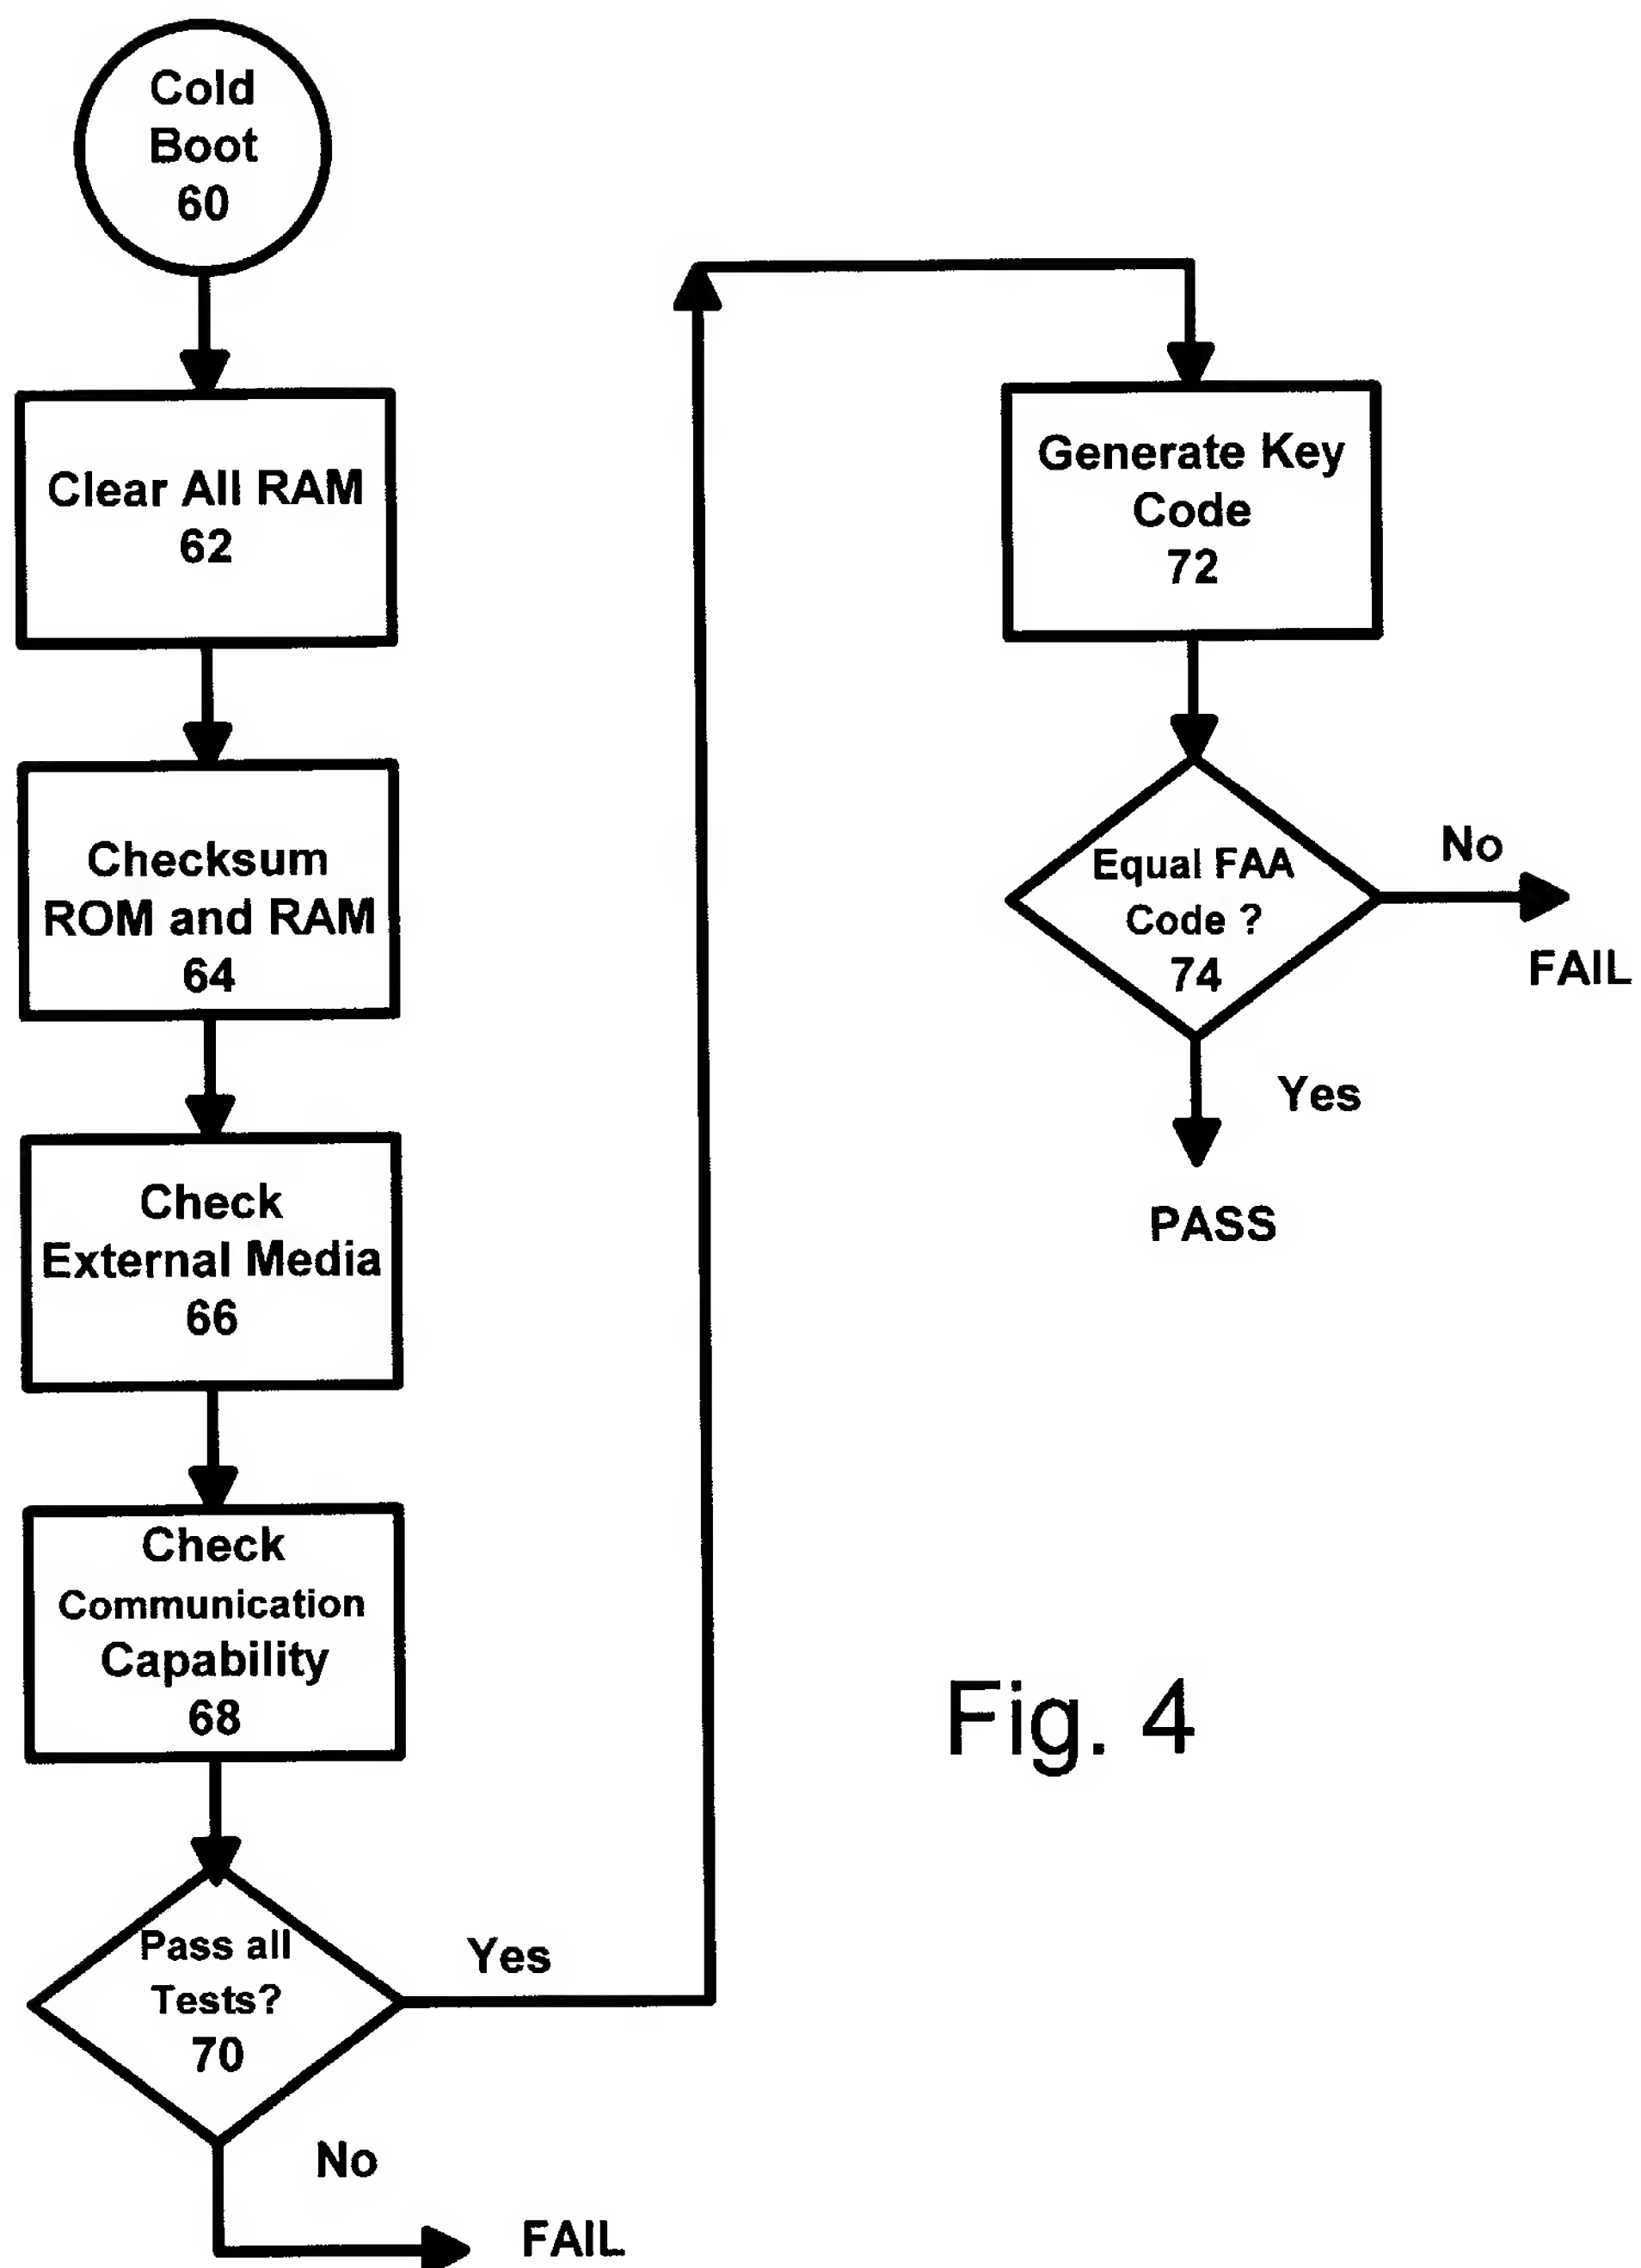 Cold
Boot
60
Clear All RAM
62
Checksum
ROM and RAM
64
Check
External Media
66
Check
Communication
Capability
68
Pass all
Tests?
70
Yes
No
FAIL
Generate Key
Code
72
Equal FAA
Code ?
74
No
FAIL
Yes
PASS
Fig. 4